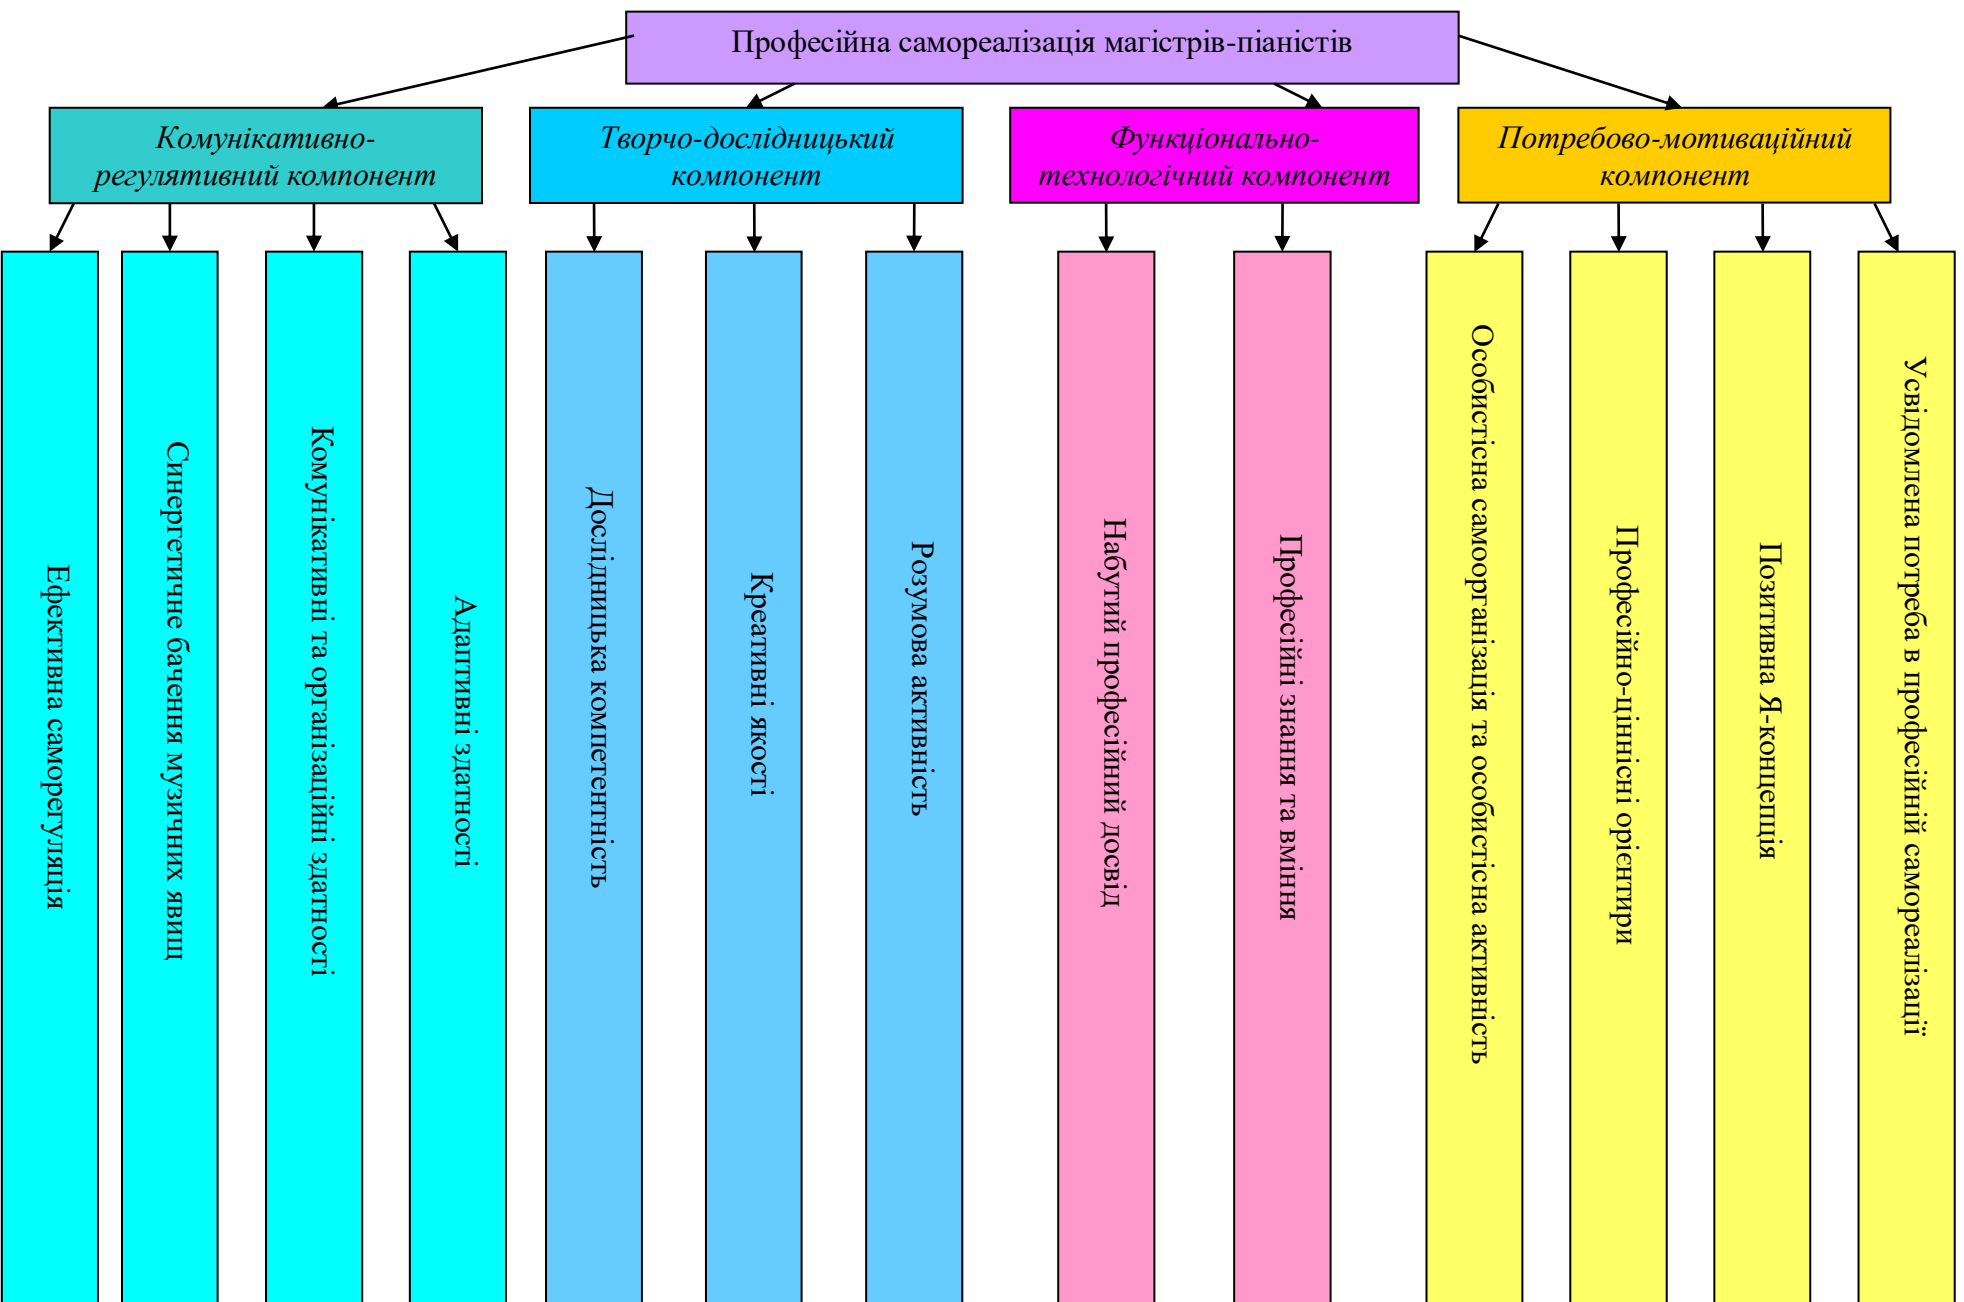 Професійна самореалізація магістрів-піаністів
Комунікативно-
регулятивний компонент
Творчо-дослідницький
компонент
Функціонально-
технологічний компонент
Потребово-мотиваційний
компонент
Ефективна саморегуляція
Синергетичне бачення музичних явищ
Комунікативні та організаційні здатності
Адаптивні здатності
Дослідницька компетентність
Креативні якості
Розумова активність
Набутий професійний досвід
Професійні знання та вміння
Особистісна самоорганізація та особистісна активність
Професійно-ціннісні орієнтири
Позитивна Я-концепція
Усвідомлена потреба в професійній самореалізації